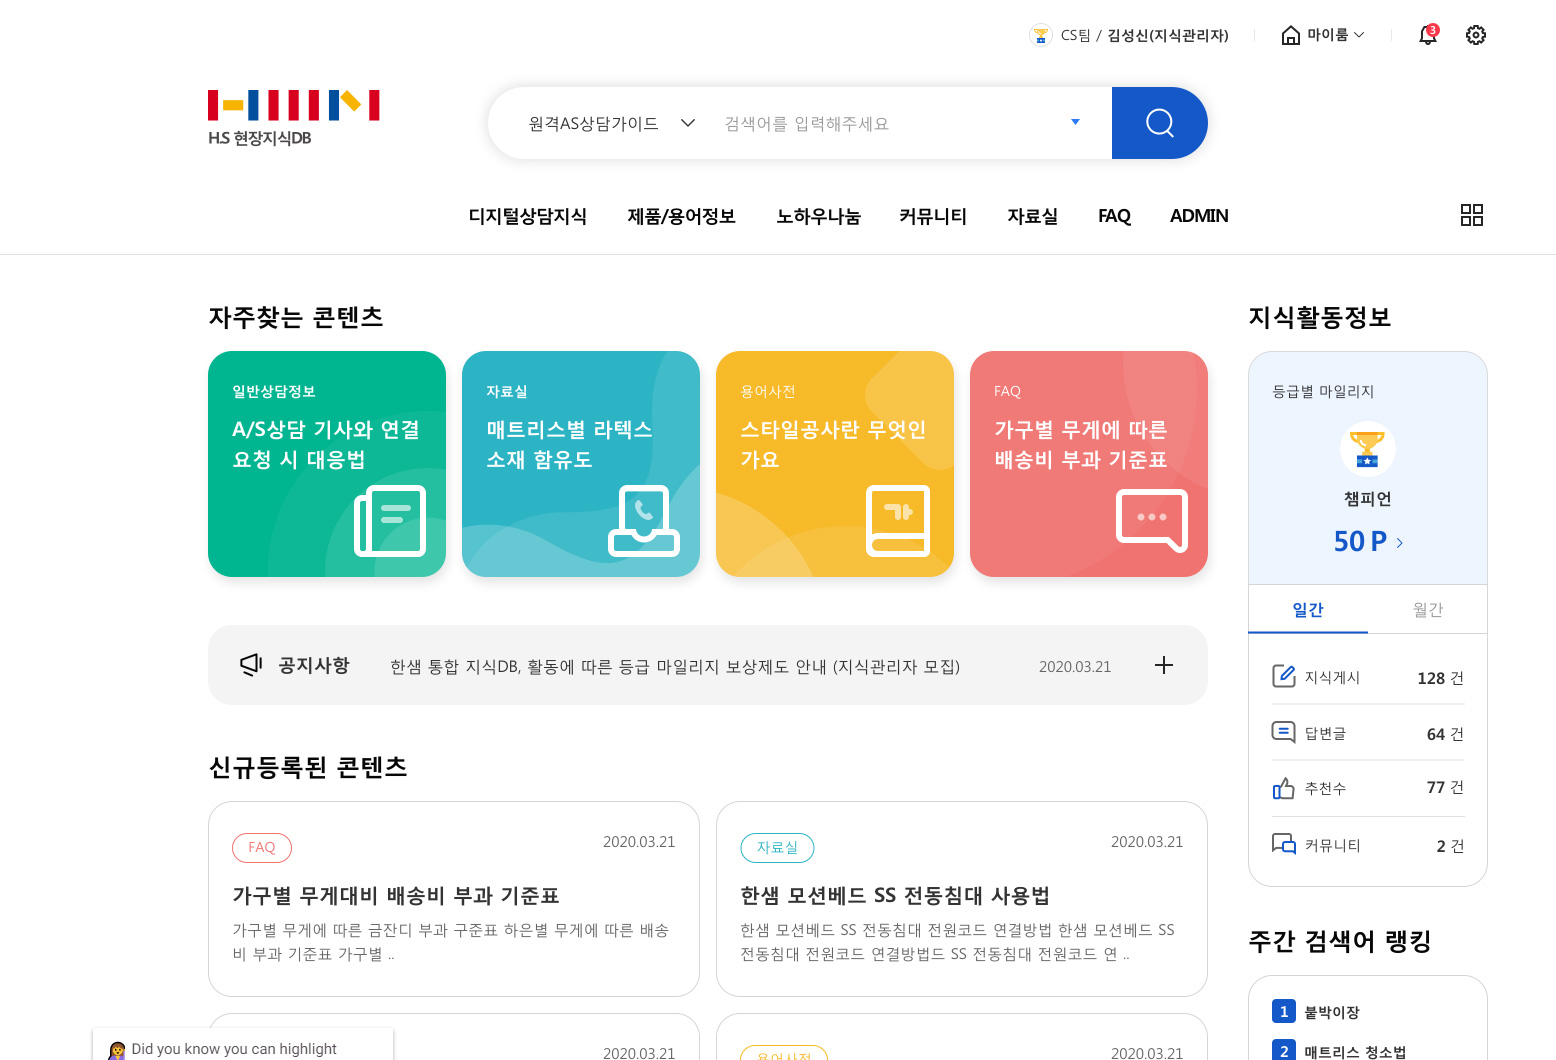 CS팀 / 김성신(지식관리자)
마이룸
3
H.S 현장지식DB
원격AS상담가이드
검색어를 입력해주세요
디지털상담지식 제품/용어정보 노하우나눔 커뮤니티 자료실 FAQ ADMIN
자주찾는 콘텐츠
일반상담정보
A/S상담 기사와 연결
요청 시 대응법
자료실
매트리스별 라텍스
소재 함유도
용어사전
스타일공사란 무엇인
가요
FAQ
가구별 무게에 따른
배송비 부과 기준표
지식활동정보
등급별 마일리지
챔피언
50 P
일간 월간
지식게시 128 건
답변글 64 건
추천수 77 건
커뮤니티 2 건
공지사항 한샘 통합 지식DB, 활동에 따른 등급 마일리지 보상제도 안내 (지식관리자 모집) 2020.03.21
신규등록된 콘텐츠
FAQ 2020.03.21
가구별 무게대비 배송비 부과 기준표
가구별 무게에 따른 금잔디 부과 구준표 하은별 무게에 따른 배송
비 부과 기준표 가구별 ..
자료실 2020.03.21
한샘 모션베드 SS 전동침대 사용법
한샘 모션베드 SS 전동침대 전원코드 연결방법 한샘 모션베드 SS
전동침대 전원코드 연결방법드 SS 전동침대 전원코드 연 ..
2020.03.21
용어사전 2020.03.21
주간 검색어 랭킹
1 붙박이장
2 매트리스 청소법
Did you know you can highlight